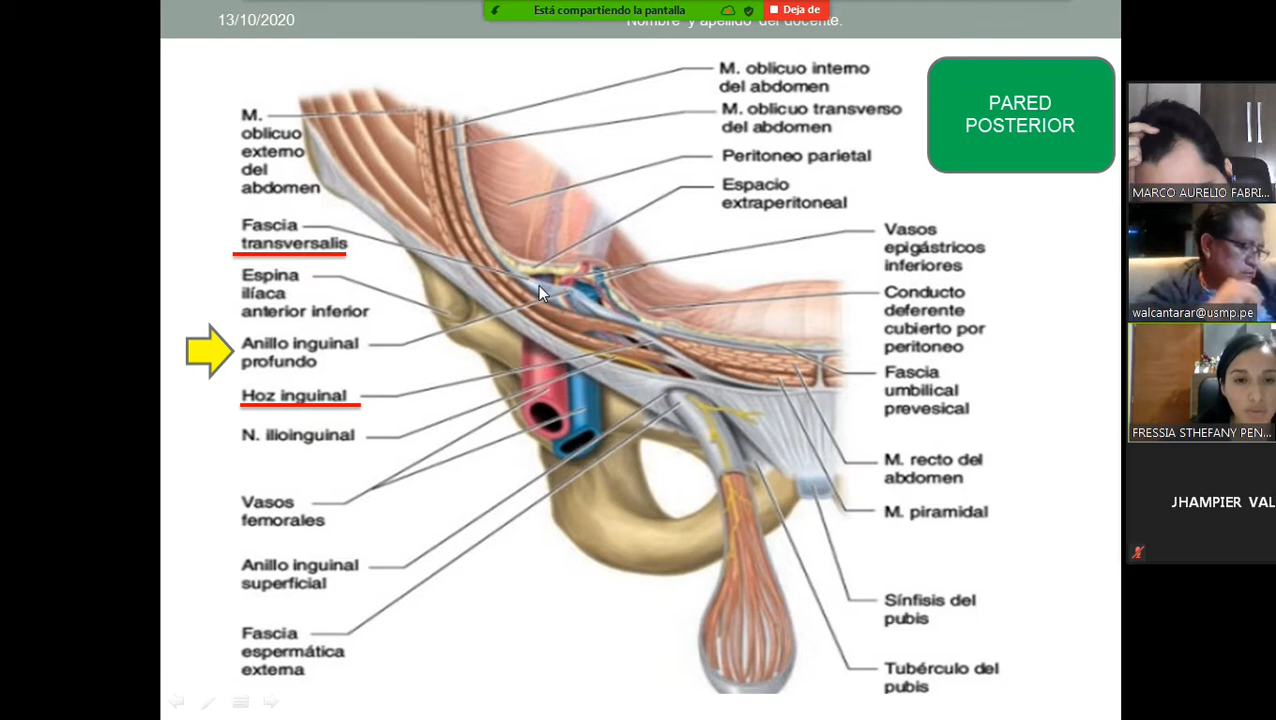 13/10/2020
Está compartiendo la pantalla
Deja de
Nombre y apellido del docente.
PARED
POSTERIOR
M. oblicuo interno
del abdomen
M. oblicuo transverso
del abdomen
Peritoneo parietal
Espacio
extraperitoneal
Vasos
epigástricos
inferiores
Conducto
deferente
cubierto por
peritoneo
Fascia
umbilical
prevesical
M. recto del
abdomen
M. piramidal
Sínfisis del
pubis
Tubérculo del
pubis
M.
oblicuo
externo
del
abdomen
Fascia
transversalis
Espina
ilíaca
anterior inferior
Anillo inguinal
profundo
Hoz inguinal
N. ilioinguinal
Vasos
femorales
Anillo inguinal
superficial
Fascia
espermática
externa
MARCO AURELIO FABRI...
walcantarar@usmp.pe
FRESSIA STHEFANY PEN...
JHAMPIER VAL